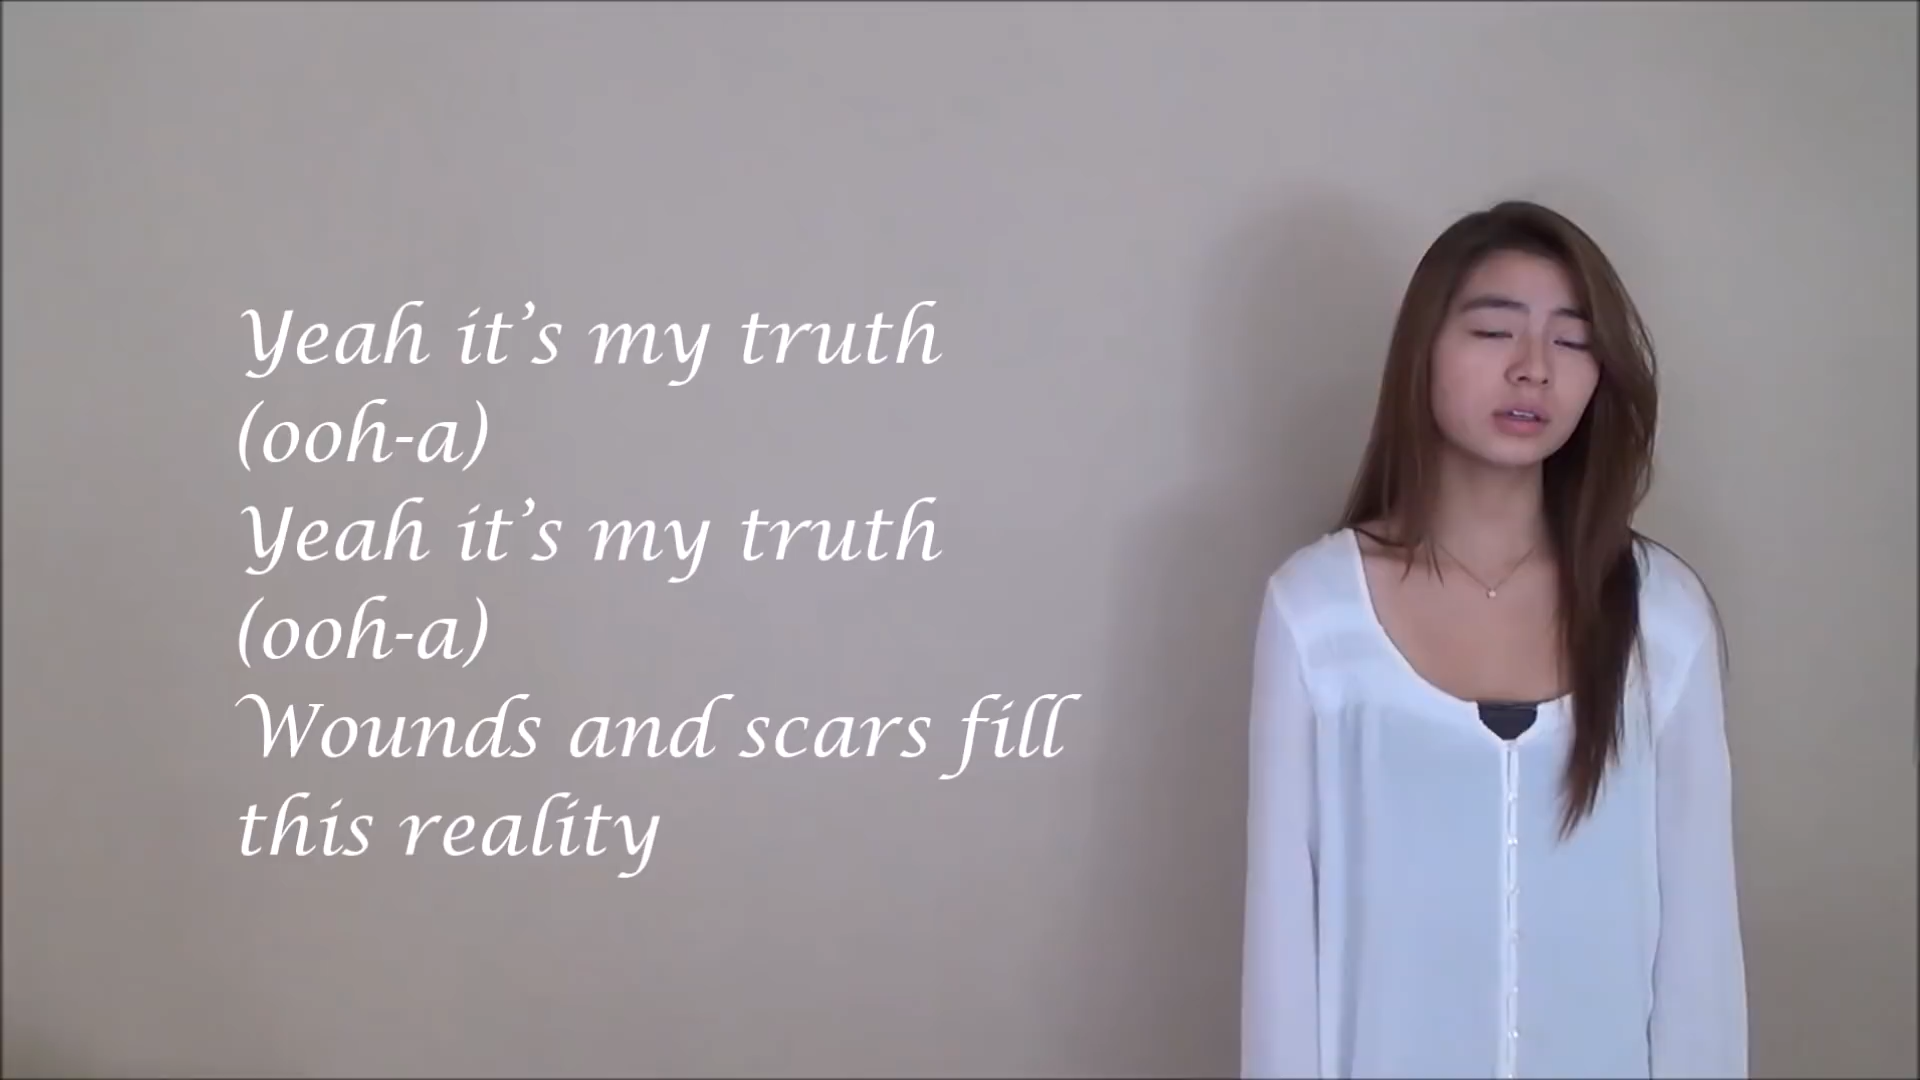 Yeah it’s my truth
(ooh-a)
Yeah it’s my truth
(ooh-a)
Wounds and scars fill
this reality